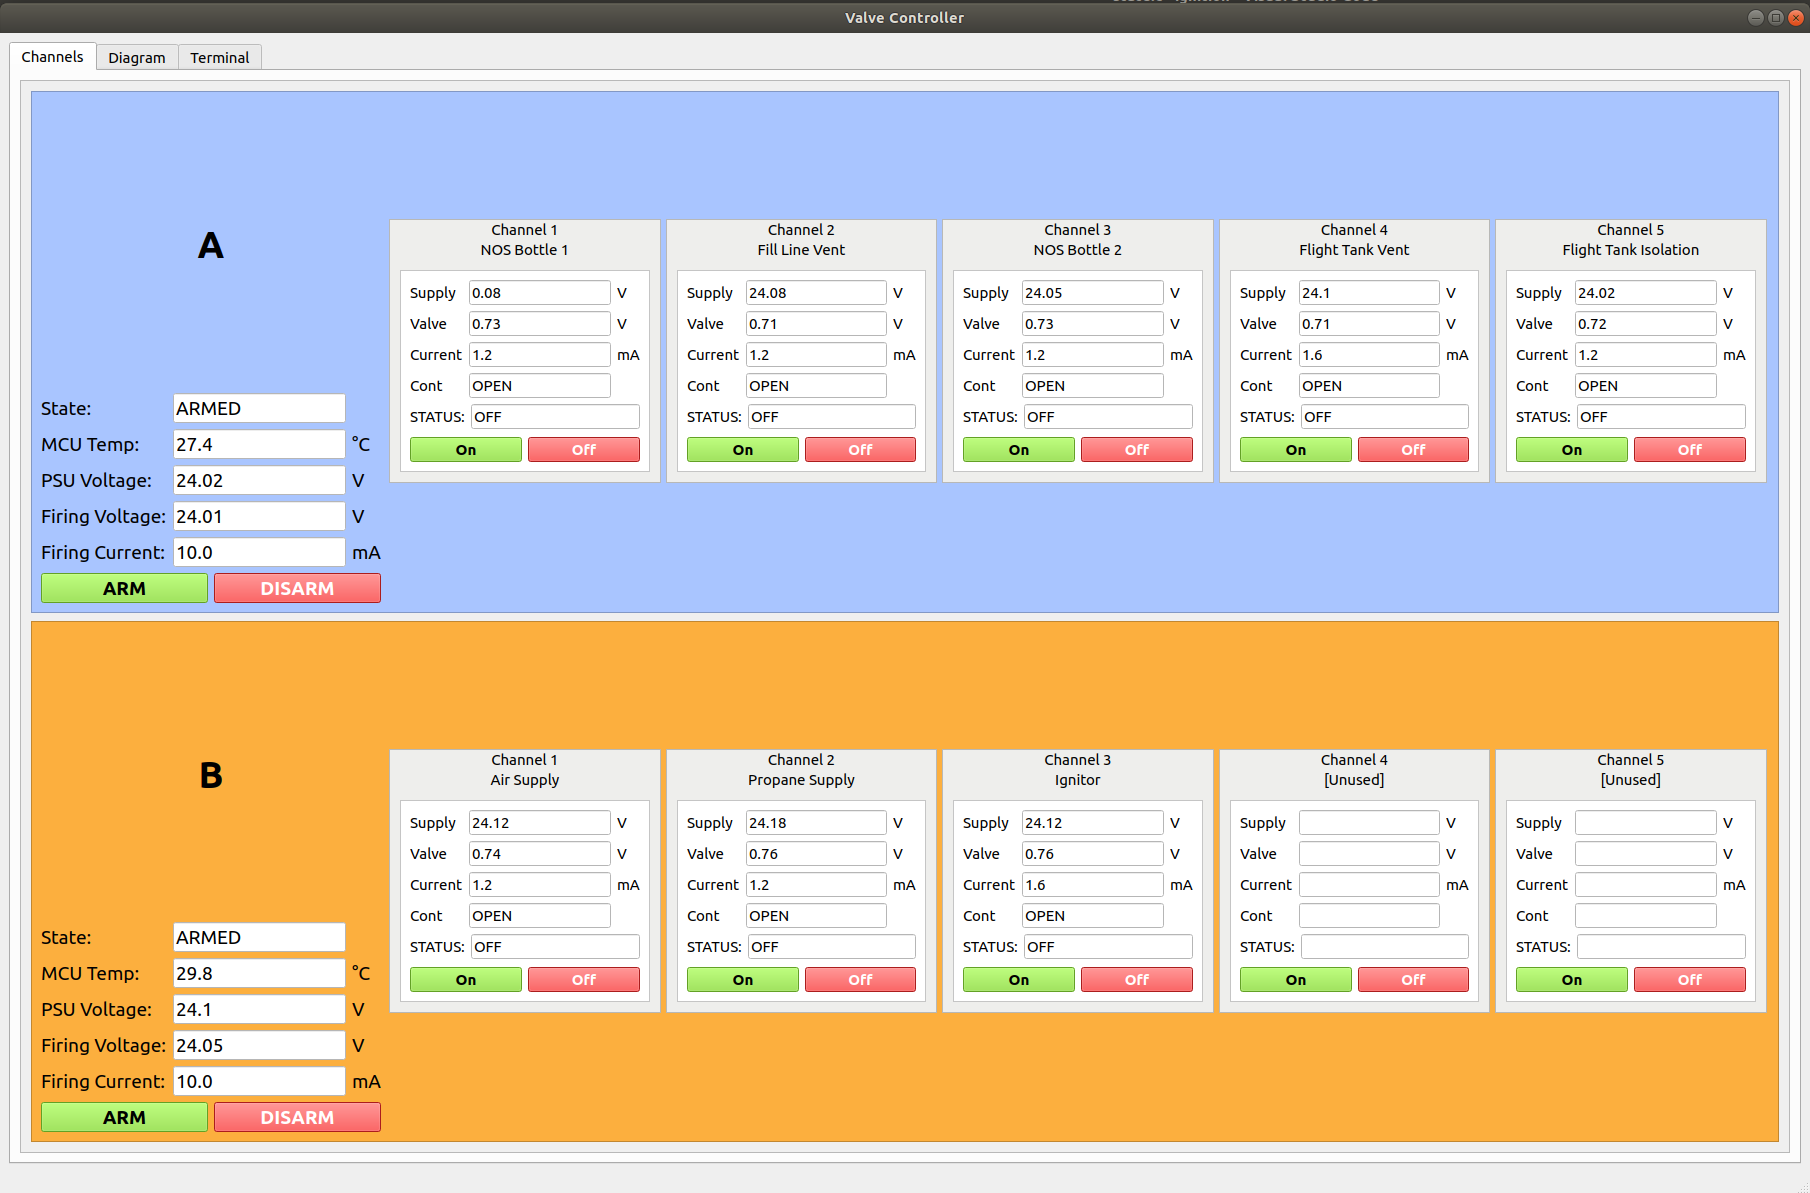 Valve Controller
Channels Diagram Terminal
A
State: ARMED
MCU Temp: 27.4 °C
PSU Voltage: 24.02 V
Firing Voltage: 24.01 V
Firing Current: 10.0 mA
ARM DISARM
Channel 1
NOS Bottle 1
Supply 0.08 V
Valve 0.73 V
Current 1.2 mA
Cont OPEN
STATUS: OFF
On Off
Channel 2
Fill Line Vent
Supply 24.08 V
Valve 0.71 V
Current 1.2 mA
Cont OPEN
STATUS: OFF
On Off
Channel 3
NOS Bottle 2
Supply 24.05 V
Valve 0.73 V
Current 1.2 mA
Cont OPEN
STATUS: OFF
On Off
Channel 4
Flight Tank Vent
Supply 24.1 V
Valve 0.71 V
Current 1.6 mA
Cont OPEN
STATUS: OFF
On Off
Channel 5
Flight Tank Isolation
Supply 24.02 V
Valve 0.72 V
Current 1.2 mA
Cont OPEN
STATUS: OFF
On Off
B
State: ARMED
MCU Temp: 29.8 °C
PSU Voltage: 24.1 V
Firing Voltage: 24.05 V
Firing Current: 10.0 mA
ARM DISARM
Channel 1
Air Supply
Supply 24.12 V
Valve 0.74 V
Current 1.2 mA
Cont OPEN
STATUS: OFF
On Off
Channel 2
Propane Supply
Supply 24.18 V
Valve 0.76 V
Current 1.2 mA
Cont OPEN
STATUS: OFF
On Off
Channel 3
Ignitor
Supply 24.12 V
Valve 0.76 V
Current 1.6 mA
Cont OPEN
STATUS: OFF
On Off
Channel 4
[Unused]
Supply V
Valve V
Current mA
Cont
STATUS:
On Off
Channel 5
[Unused]
Supply V
Valve V
Current mA
Cont
STATUS:
On Off